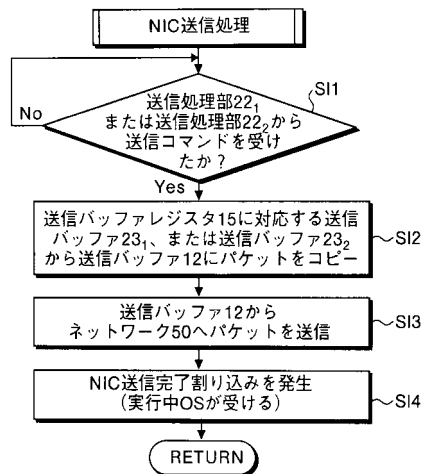 NIC送信処理
SI1
送信処理部22₁
または送信処理部22₂から
送信コマンドを受け
たか？
No
Yes
送信バッファレジスタ15に対応する送信
バッファ23₁、または送信バッファ23₂
から送信バッファ12にパケットをコピー
SI2
送信バッファ12から
ネットワーク50へパケットを送信
SI3
NIC送信完了割り込みを発生
(実行中OSが受ける)
SI4
RETURN